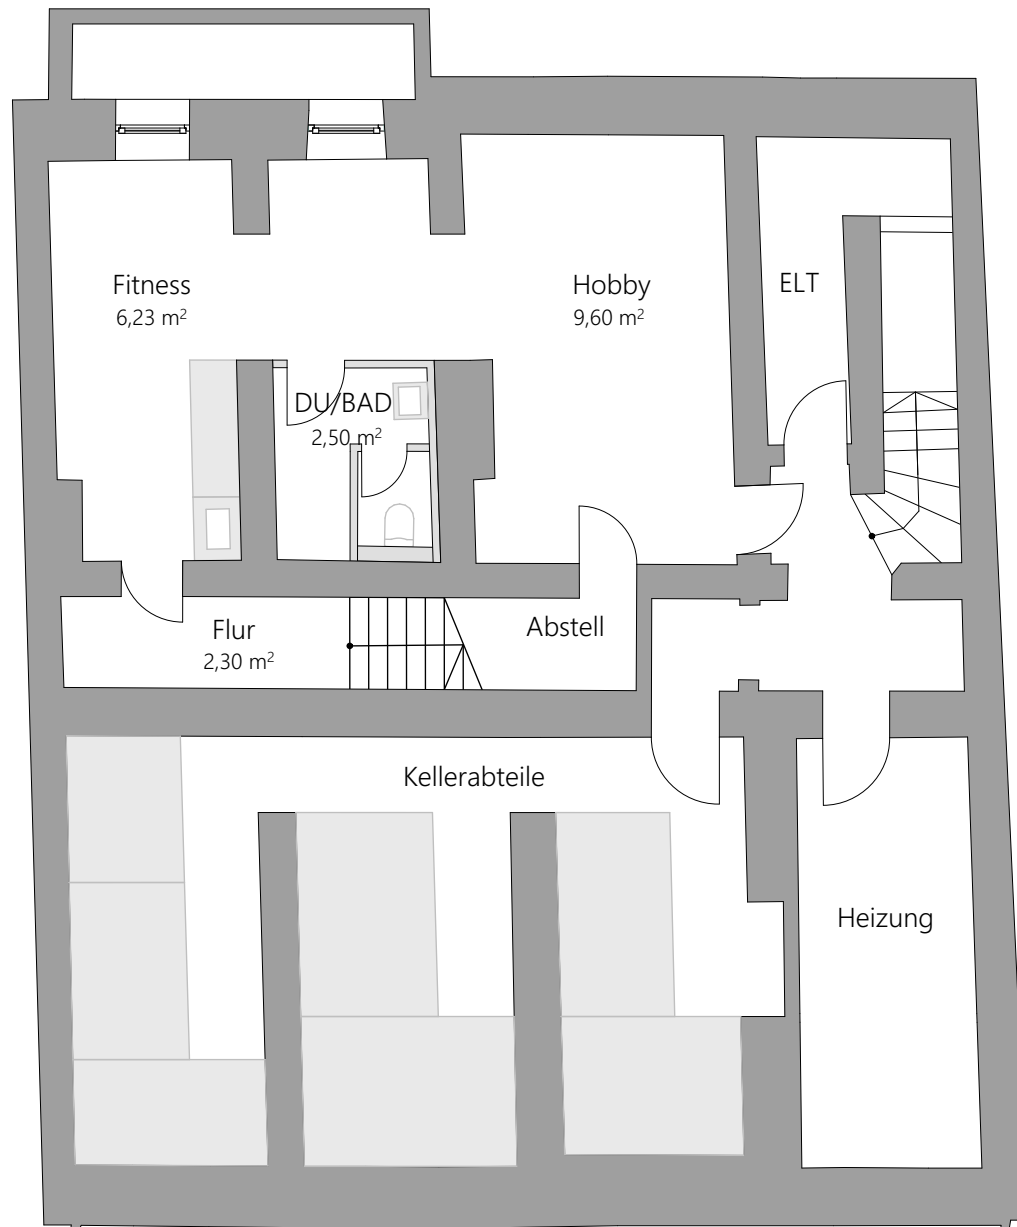 Fitness
6,23 m²
Hobby
9,60 m²
ELT
DU/BAD
2,50 m²
Flur
2,30 m²
Abstell
Kellerabteile
Heizung